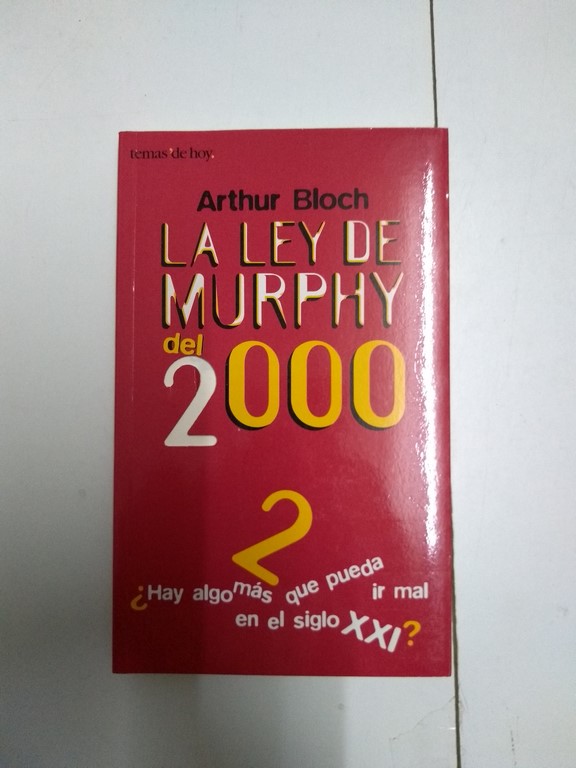 temas'de hoy.
Arthur Bloch
LA LEY DE
MURPHY
del
2000
2
¿Hay algo más que pueda ir mal
en el siglo XXI?